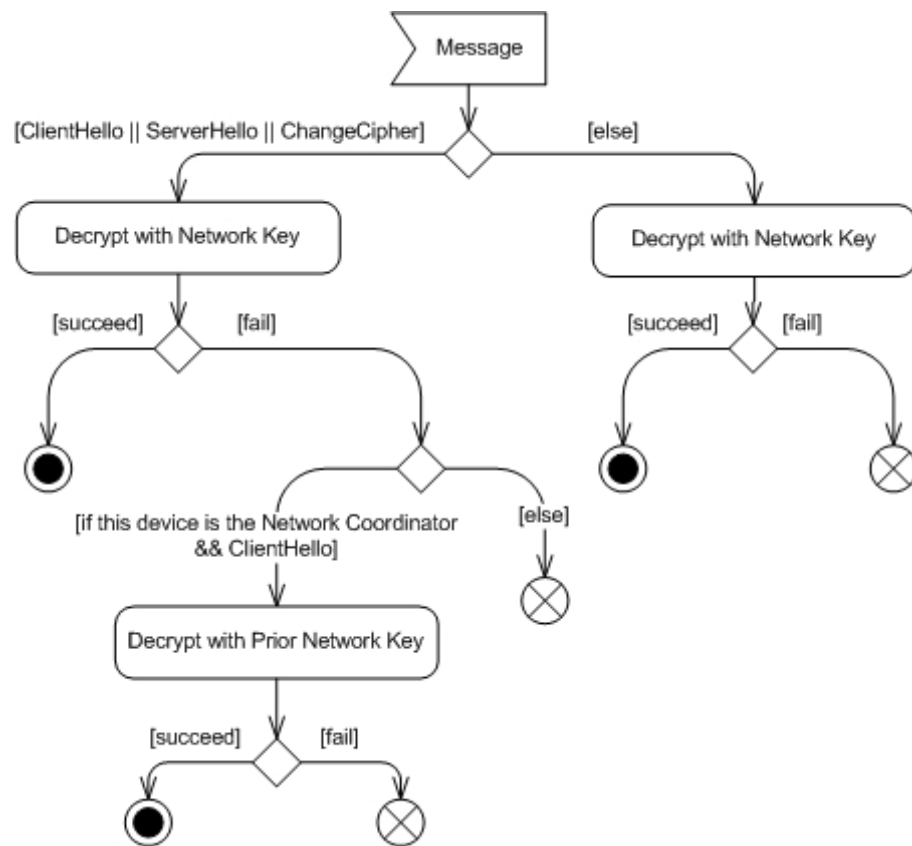 Message
[ClientHello || ServerHello || ChangeCipher]
[else]
Decrypt with Network Key
Decrypt with Network Key
[succeed]
[fail]
[succeed]
[fail]
[if this device is the Network Coordinator
&& ClientHello]
[else]
Decrypt with Prior Network Key
[succeed]
[fail]